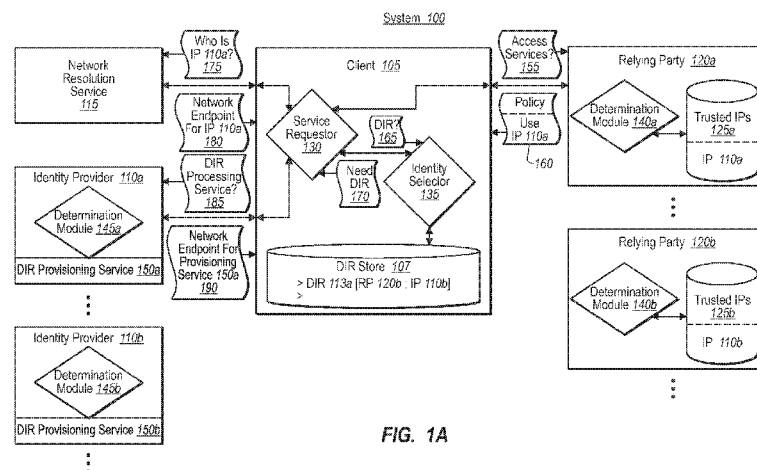 System 100
Network
Resolution
Service
115
Who Is
IP 110a?
175
Network
Endpoint
For IP 110a
180
DIR
Processing
Service?
185
Network
Endpoint For
Provisioning
Service 150a
190
Identity Provider 110a
Determination
Module 145a
DIR Provisioning Service 150a
Identity Provider 110b
Determination
Module 145b
DIR Provisioning Service 150b
Client 105
Service
Requestor
130
DIR?
165
Need
DIR
170
Identity
Selector
135
DIR Store 107
> DIR 113a [RP 120b ; IP 110b]
>
Access
Services?
155
Policy
Use
IP 110a
160
Relying Party 120a
Determination
Module 140a
Trusted IPs
125a
IP 110a
Relying Party 120b
Determination
Module 140b
Trusted IPs
125b
IP 110b
FIG. 1A